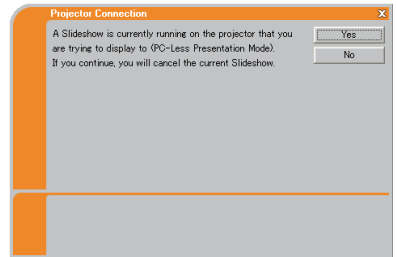 Projector Connection
A Slideshow is currently running on the projector that you
are trying to display to (PC-Less Presentation Mode).
If you continue, you will cancel the current Slideshow.
Yes
No